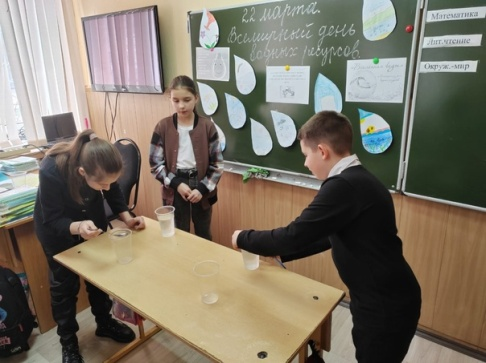 22 марта
Всемирный день
водных ресурсов
Математика
Лит.чтение
Окруж.мир